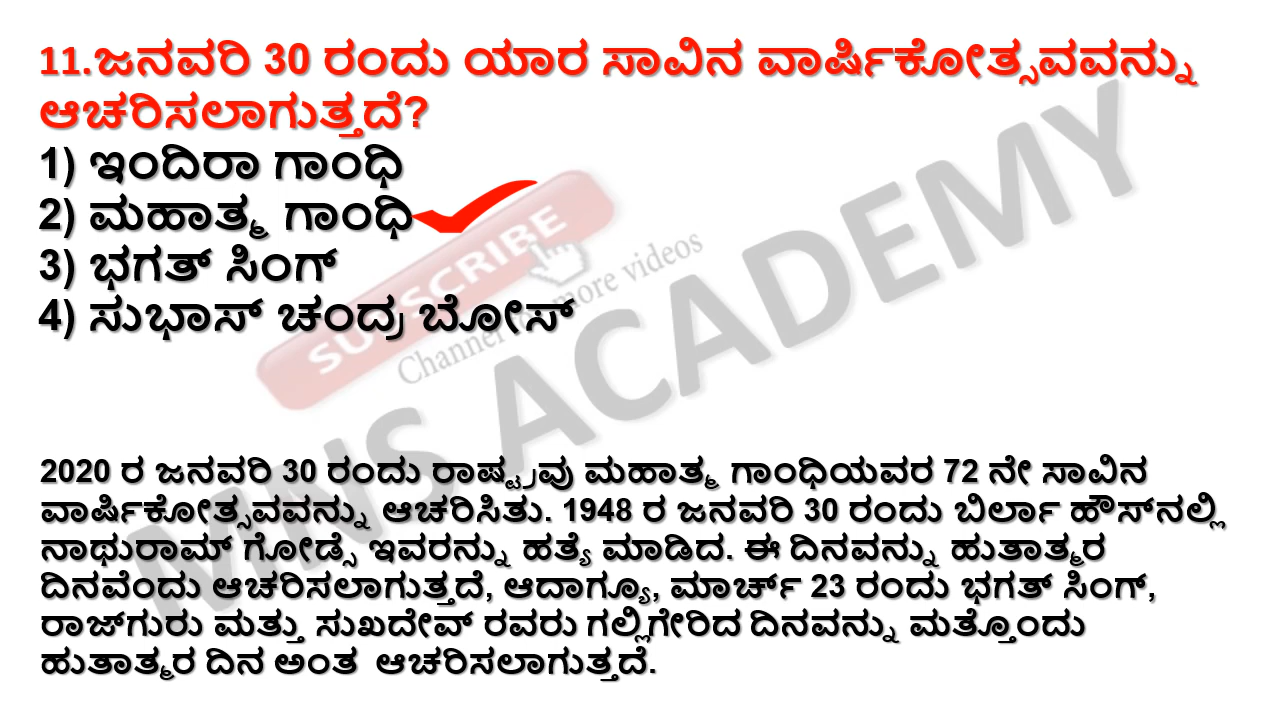 11.ಜನವರಿ 30 ರಂದು ಯಾರ ಸಾವಿನ ವಾರ್ಷಿಕೋತ್ಸವವನ್ನು
ಆಚರಿಸಲಾಗುತ್ತದೆ?
1) ಇಂದಿರಾ ಗಾಂಧಿ
2) ಮಹಾತ್ಮ ಗಾಂಧಿ
3) ಭಗತ್ ಸಿಂಗ್
4) ಸುಭಾಸ್ ಚಂದ್ರ ಬೋಸ್
SUBSCRIBE
Channel for more videos
MNS ACADEMY
2020 ರ ಜನವರಿ 30 ರಂದು ರಾಷ್ಟ್ರವು ಮಹಾತ್ಮ ಗಾಂಧಿಯವರ 72 ನೇ ಸಾವಿನ
ವಾರ್ಷಿಕೋತ್ಸವವನ್ನು ಆಚರಿಸಿತು. 1948 ರ ಜನವರಿ 30 ರಂದು ಬಿರ್ಲಾ ಹೌಸ್‌ನಲ್ಲಿ
ನಾಥುರಾಮ್ ಗೋಡ್ಸೆ ಇವರನ್ನು ಹತ್ಯೆ ಮಾಡಿದ. ಈ ದಿನವನ್ನು ಹುತಾತ್ಮರ
ದಿನವೆಂದು ಆಚರಿಸಲಾಗುತ್ತದೆ, ಆದಾಗ್ಯೂ, ಮಾರ್ಚ್ 23 ರಂದು ಭಗತ್ ಸಿಂಗ್,
ರಾಜ್‌ಗುರು ಮತ್ತು ಸುಖದೇವ್ ರವರು ಗಲ್ಲಿಗೇರಿದ ದಿನವನ್ನು ಮತ್ತೊಂದು
ಹುತಾತ್ಮರ ದಿನ ಅಂತ ಆಚರಿಸಲಾಗುತ್ತದೆ.